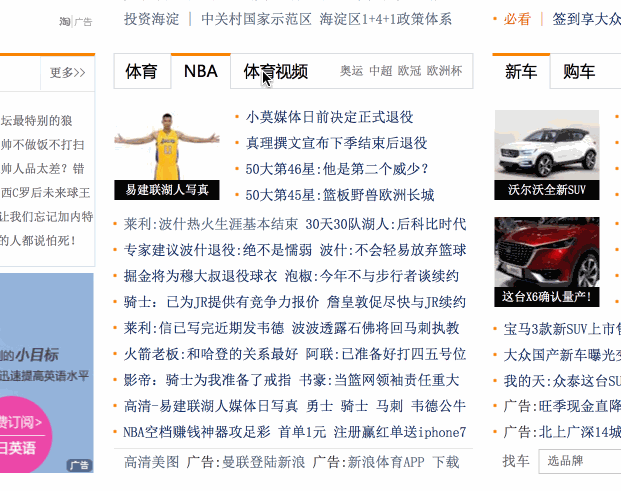 投资海淀 | 中关村国家示范区 海淀区1+4+1政策体系
必看 | 签到享大众
淘 广告
更多>>
坛最特别的狼
帅不做饭不打扫
帅人品太差？错
西C罗后未来球王
让我们忘记加内特
的人都说怕死！
的小目标
迅速提高英语水平
费订阅>
日英语
广告
体育 NBA 体育视频 奥运 中超 欧冠 欧洲杯
易建联湖人写真
小莫媒体日前决定正式退役
真理撰文宣布下季结束后退役
50大第46星:他是第二个威少?
50大第45星:篮板野兽欧洲长城
莱利:波什热火生涯基本结束 30天30队湖人:后科比时代
专家建议波什退役:绝不是懦弱 波什:不会轻易放弃篮球
掘金将为穆大叔退役球衣 泡椒:今年不与步行者谈续约
骑士：已为JR提供有竞争力报价 詹皇敦促尽快与JR续约
莱利:信已写完近期发韦德 波波透露石佛将回马刺执教
火箭老板:和哈登的关系最好 阿联:已准备好打四五号位
影帝：骑士为我准备了戒指 书豪:当篮网领袖责任重大
高清-易建联湖人媒体日写真 勇士 骑士 马刺 韦德公牛
NBA空档赚钱神器攻足彩 首单1元 注册赢红单送iphone7
高清美图 广告:曼联登陆新浪 广告:新浪体育APP 下载
新车 购车
沃尔沃全新SUV
这台X6确认量产！
宝马3款新SUV上市售
大众国产新车曝光
我的天:众泰这台SU
广告:旺季现金直降
广告:北上广深14城
找车 选品牌